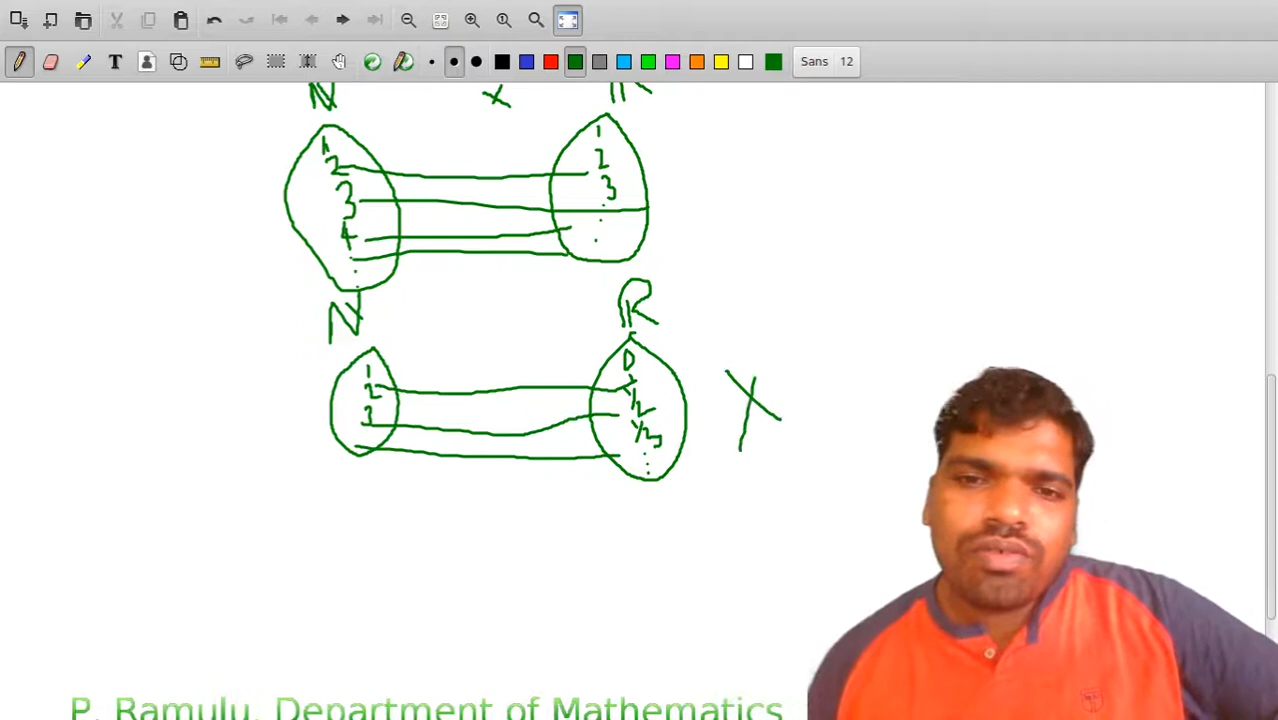 Sans 12
N x R
1 1
2 2
3 3
4
N R
1 0
2 1/2
3 1/3
X
P. Ramulu, Department of Mathematics